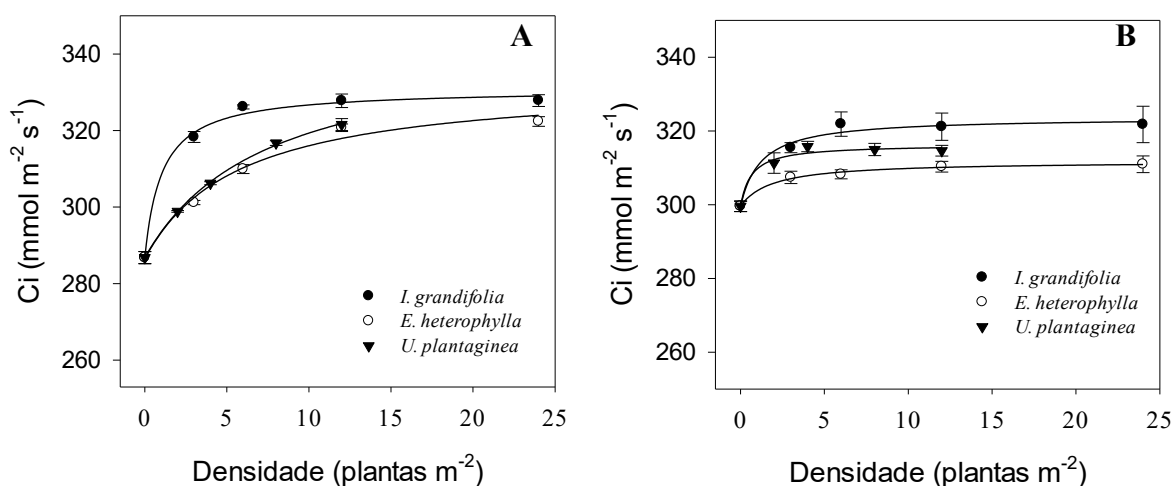 A
Ci (mmol m⁻² s⁻¹)
340
320
300
280
260
I. grandifolia
E. heterophylla
U. plantaginea
0 5 10 15 20 25
Densidade (plantas m⁻²)
B
Ci (mmol m⁻² s⁻¹)
340
320
300
280
260
I. grandifolia
E. heterophylla
U. plantaginea
0 5 10 15 20 25
Densidade (plantas m⁻²)